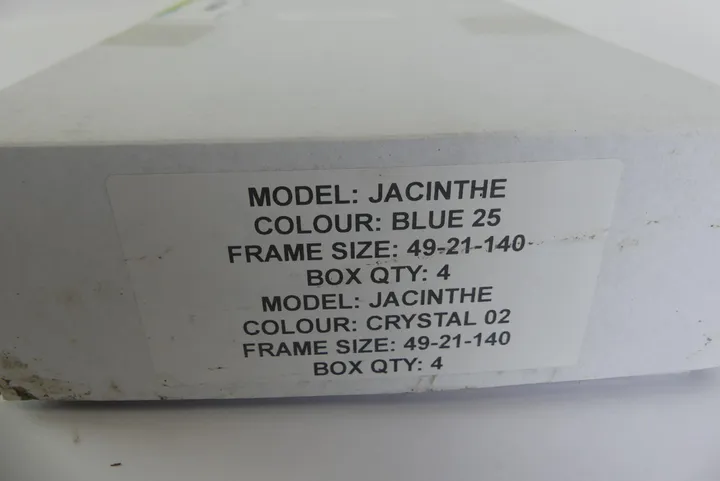 MODEL: JACINTHE
COLOUR: BLUE 25
FRAME SIZE: 49-21-140
BOX QTY: 4
MODEL: JACINTHE
COLOUR: CRYSTAL 02
FRAME SIZE: 49-21-140
BOX QTY: 4